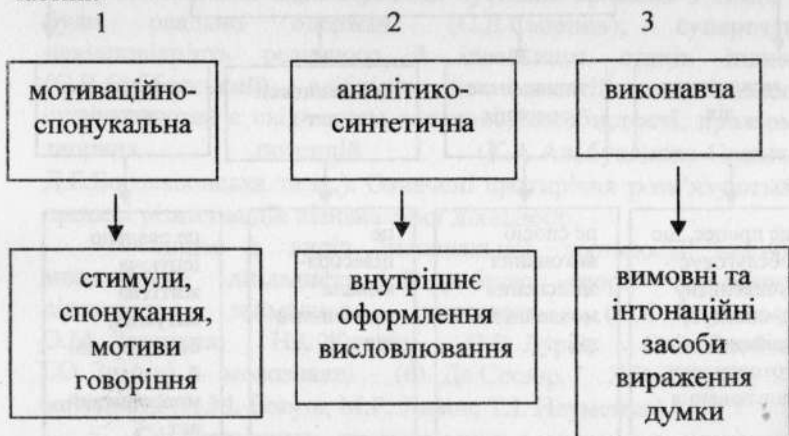 1
2
3
мотиваційно-
спонукальна
аналітико-
синтетична
виконавча
стимули,
спонукання,
мотиви
говоріння
внутрішнє
оформлення
висловлювання
вимовні та
інтонаційні
засоби
вираження
думки